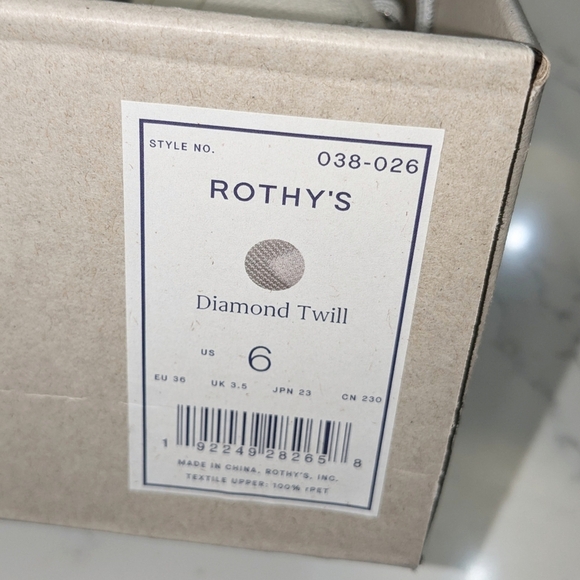 STYLE NO. 038-026
ROTHY'S
Diamond Twill
US 6
EU 36 UK 3.5 JPN 23 CN 230
1 92249 28265 8
MADE IN CHINA, ROTHY'S, INC.
TEXTILE UPPER: 100% rPET